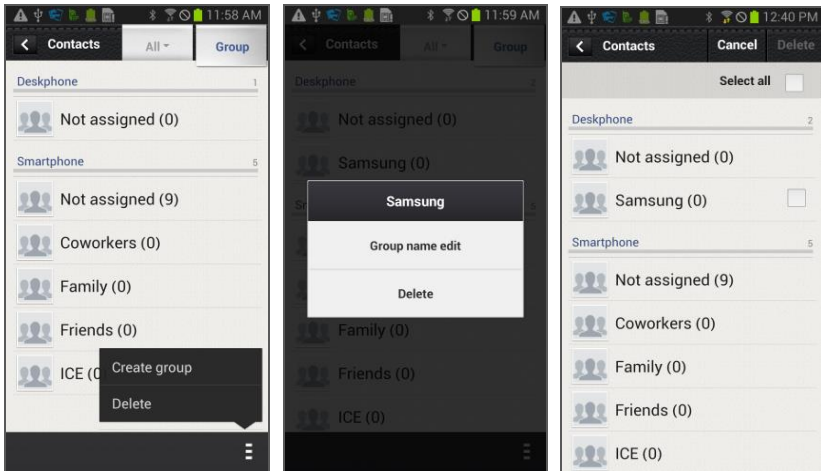 11:58 AM
Contacts All Group
Deskphone 1
Not assigned (0)
Smartphone 5
Not assigned (9)
Coworkers (0)
Family (0)
Friends (0)
ICE (0
Create group
Delete
11:59 AM
Contacts All Group
Deskphone 2
Not assigned (0)
Samsung (0)
Sr 5
Samsung
Group name edit
Delete
Family (0)
Friends (0)
ICE (0)
12:40 PM
Contacts Cancel Delete
Select all
Deskphone 2
Not assigned (0)
Samsung (0)
Smartphone 5
Not assigned (9)
Coworkers (0)
Family (0)
Friends (0)
ICE (0)